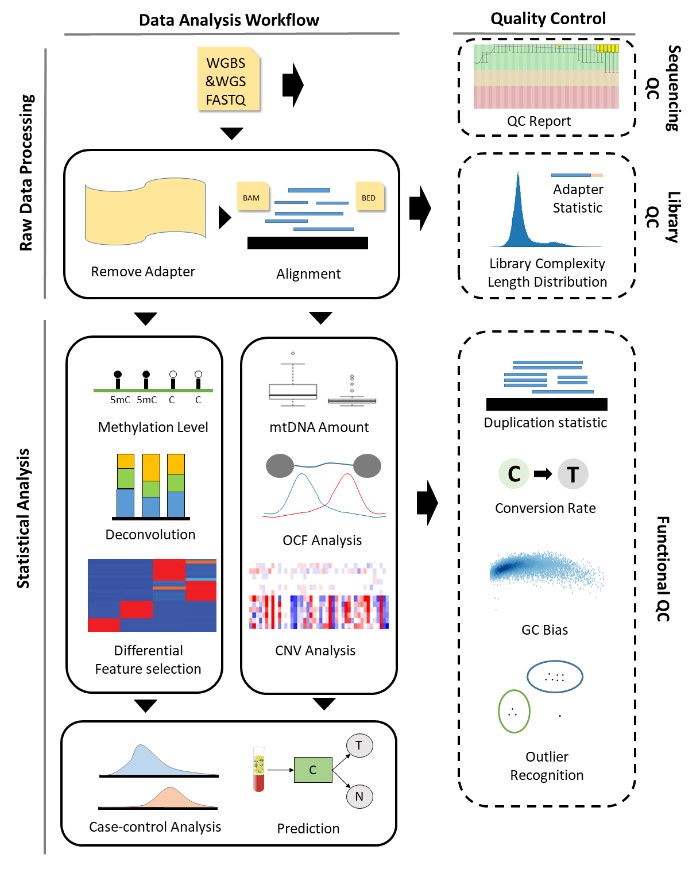 Data Analysis Workflow
Quality Control
Raw Data Processing
WGBS
&WGS
FASTQ
QC Report
Sequencing
QC
Remove Adapter
BAM
BED
Alignment
Adapter
Statistic
Library Complexity
Length Distribution
Library
QC
Statistical Analysis
5mC 5mC C C
Methylation Level
Deconvolution
Differential
Feature selection
mtDNA Amount
OCF Analysis
CNV Analysis
Duplication statistic
C T
Conversion Rate
GC Bias
Outlier
Recognition
Functional QC
Case-control Analysis
C
T
N
Prediction